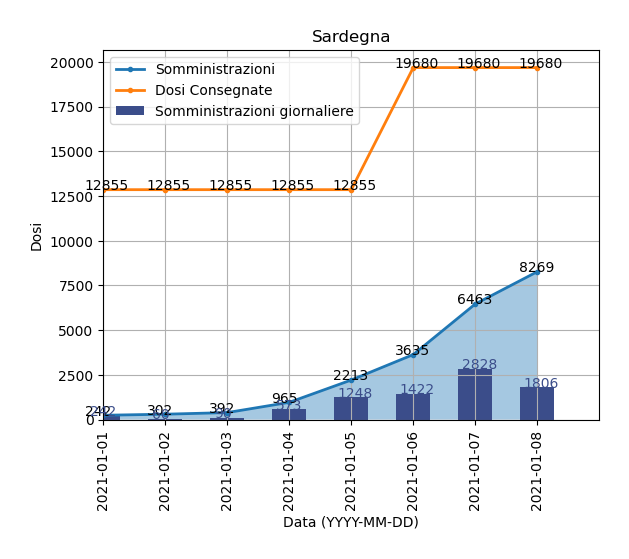 Sardegna
Somministrazioni
Dosi Consegnate
Somministrazioni giornaliere
20000
17500
15000
12500
10000
7500
5000
2500
0
Dosi
12855 12855 12855 12855 12855 19680 19680 19680
242 302 392 965 2213 3635 6463 8269
242 573 1248 1422 2828 1806
2021-01-01 2021-01-02 2021-01-03 2021-01-04 2021-01-05 2021-01-06 2021-01-07 2021-01-08
Data (YYYY-MM-DD)